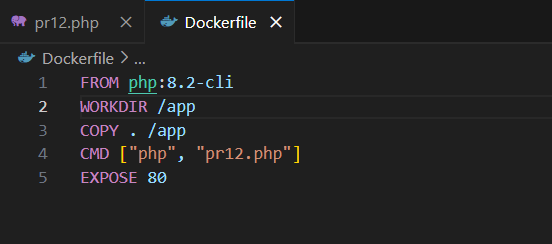 pr12.php Dockerfile
Dockerfile > ...
1 FROM php:8.2-cli
2 WORKDIR /app
3 COPY . /app
4 CMD ["php", "pr12.php"]
5 EXPOSE 80